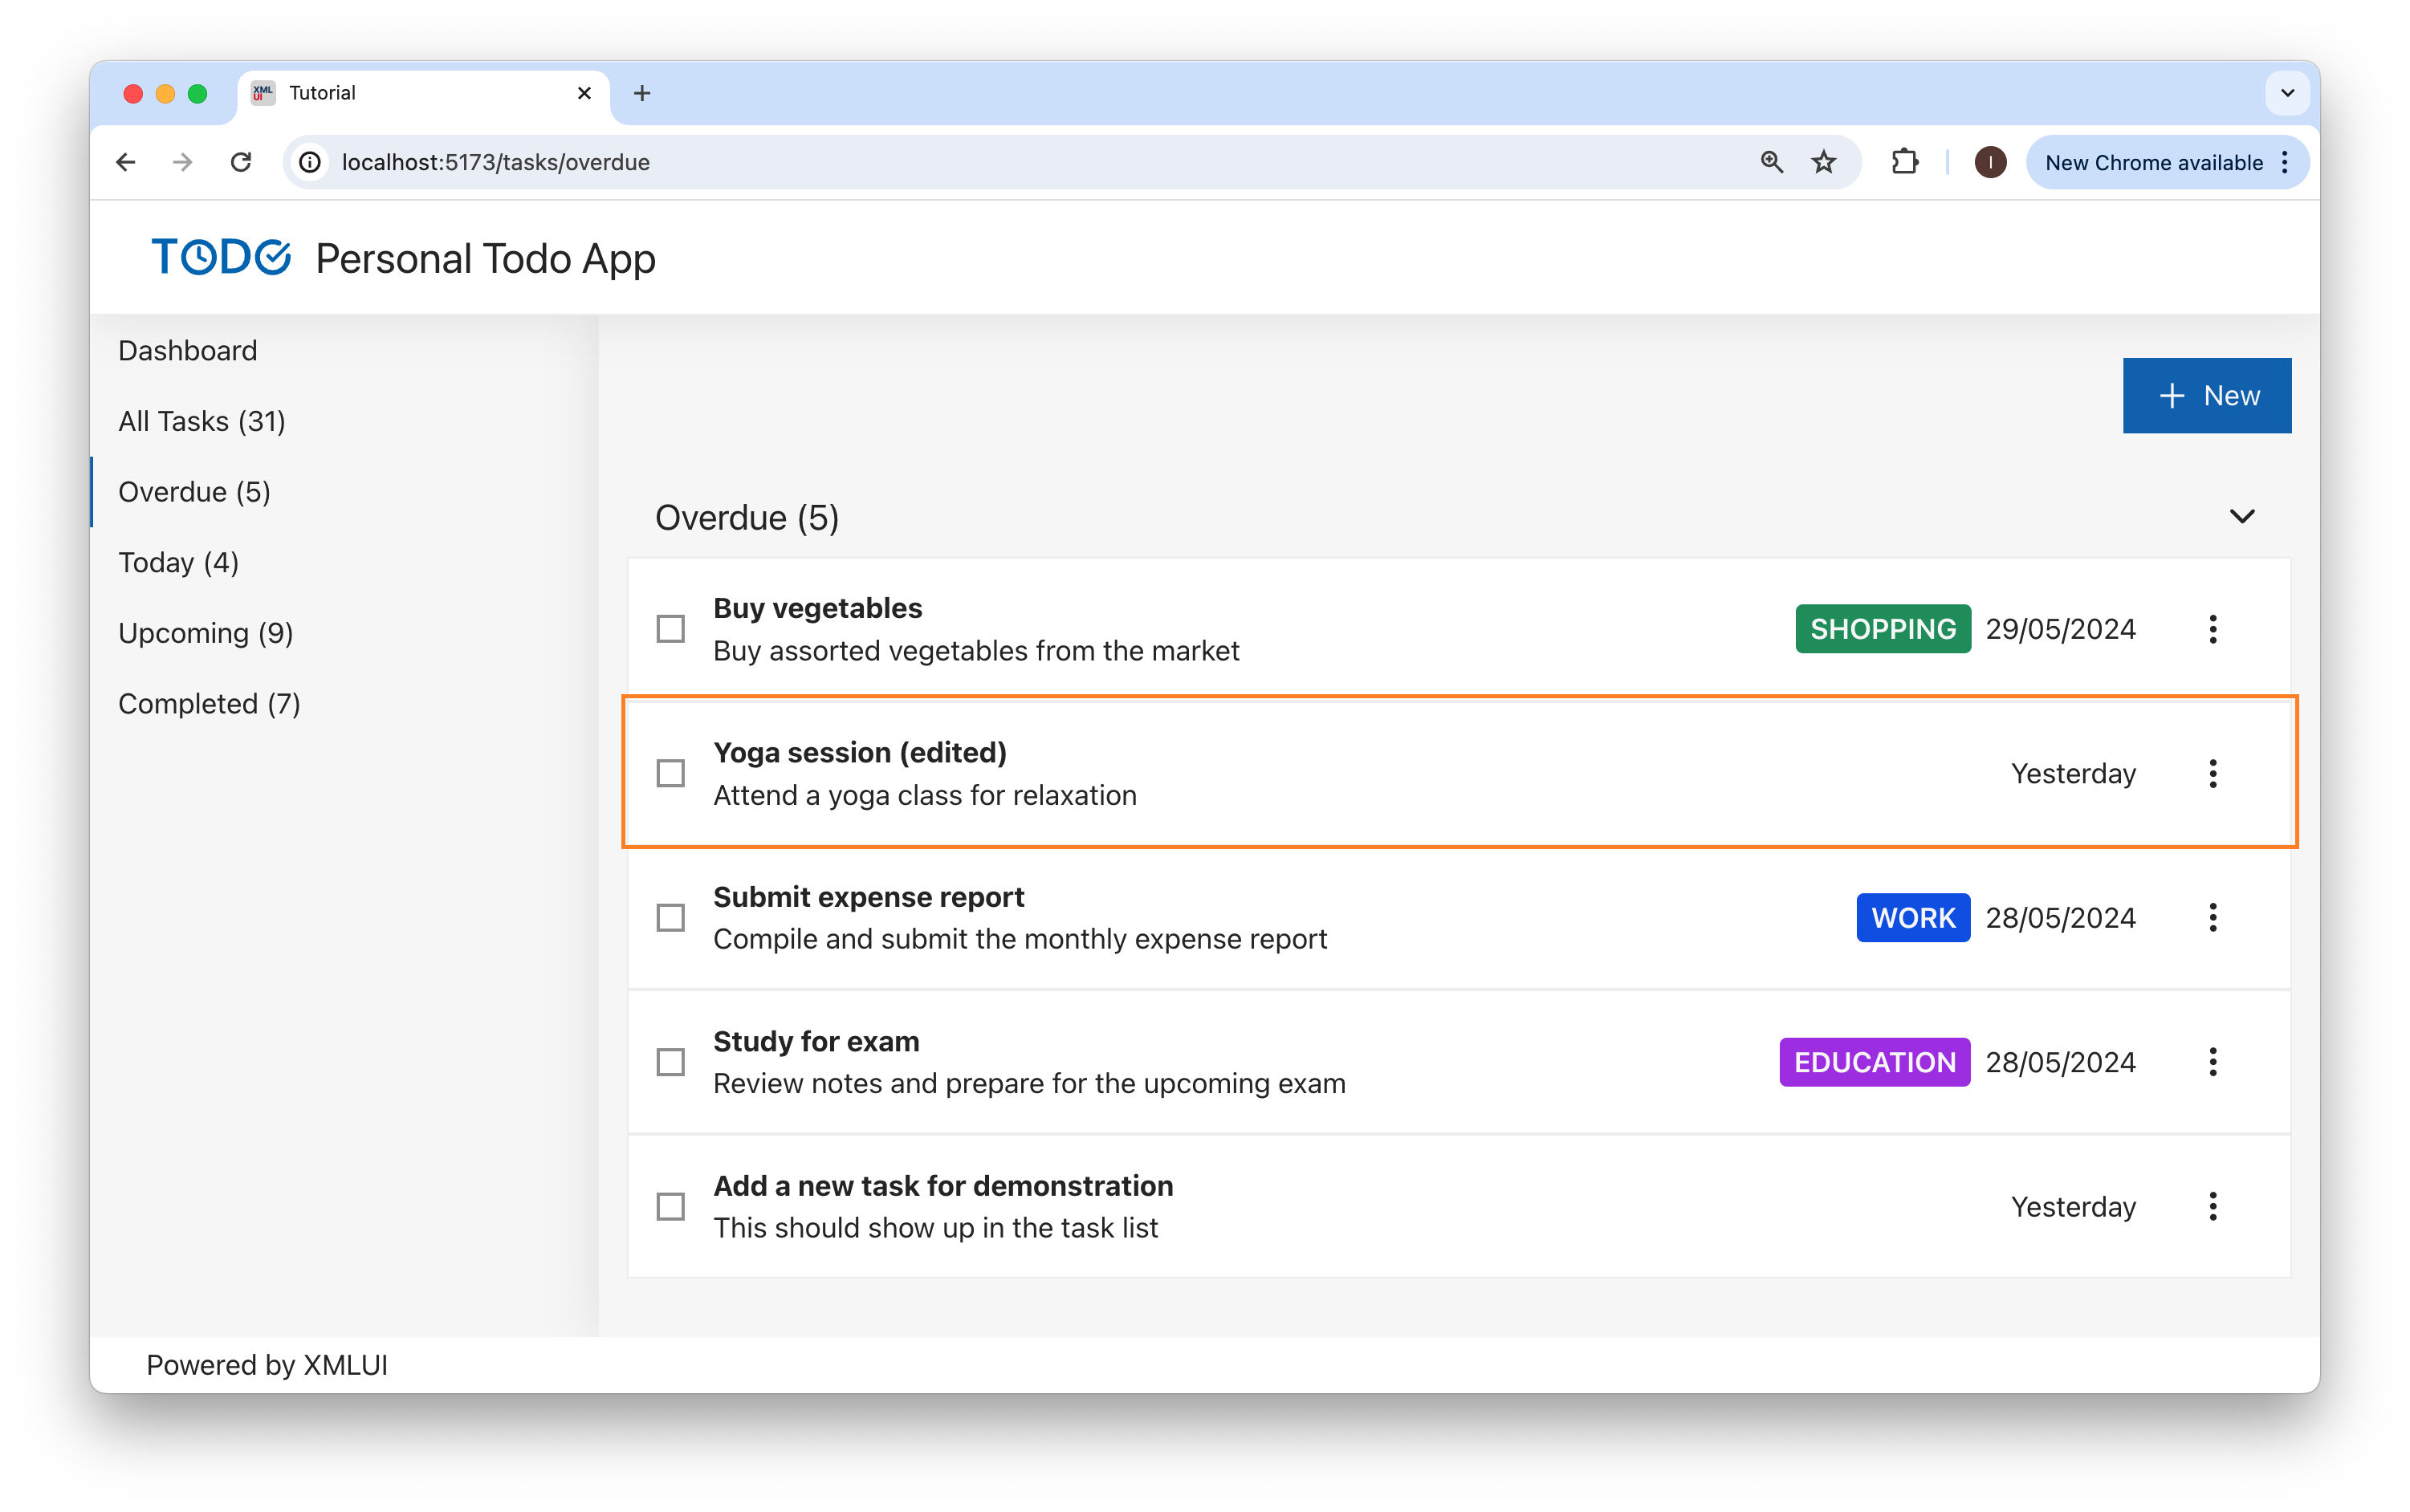 XML
UI
Tutorial
localhost:5173/tasks/overdue
I
New Chrome available
TODO
Personal Todo App
Dashboard
All Tasks (31)
Overdue (5)
Today (4)
Upcoming (9)
Completed (7)
New
Overdue (5)
Buy vegetables
Buy assorted vegetables from the market
SHOPPING 29/05/2024
Yoga session (edited)
Attend a yoga class for relaxation
Yesterday
Submit expense report
Compile and submit the monthly expense report
WORK 28/05/2024
Study for exam
Review notes and prepare for the upcoming exam
EDUCATION 28/05/2024
Add a new task for demonstration
This should show up in the task list
Yesterday
Powered by XMLUI